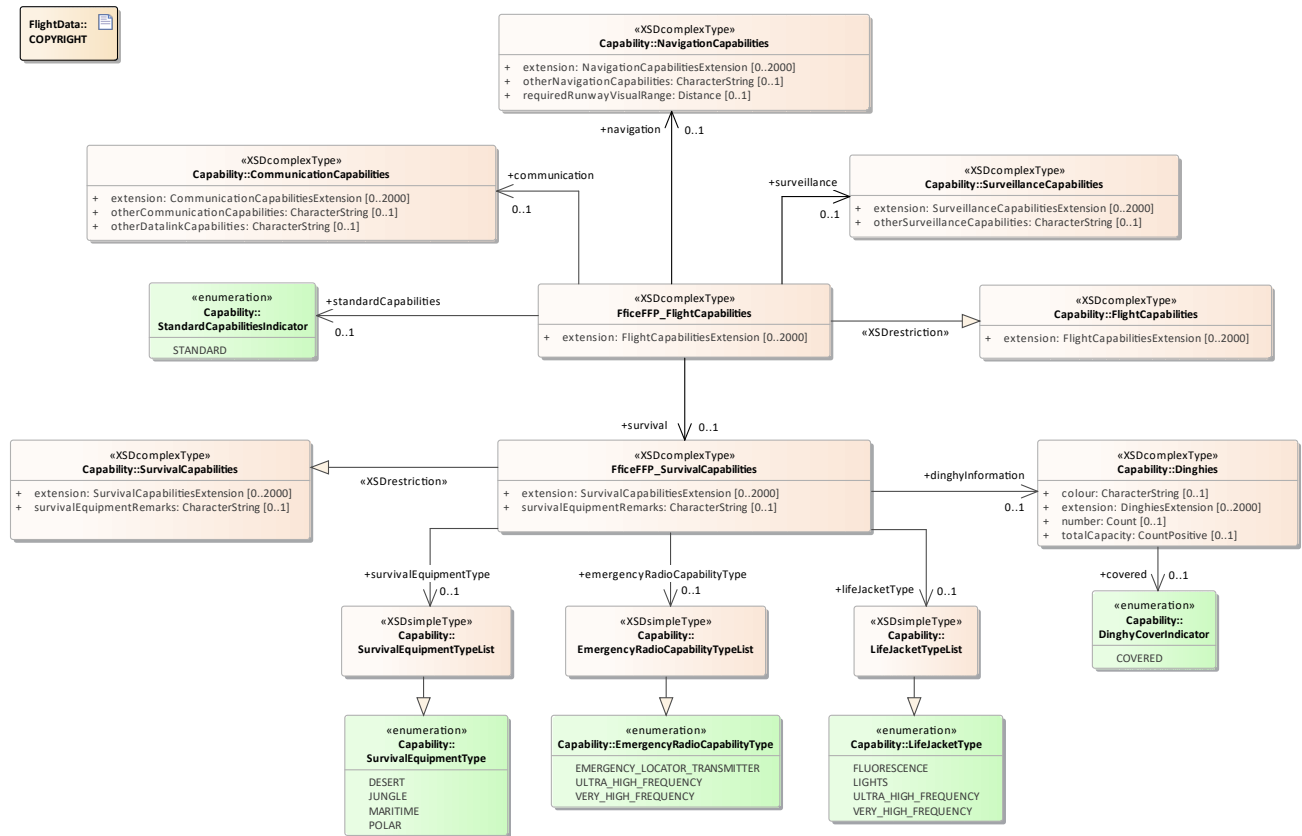 FlightData::
COPYRIGHT
«XSDcomplexType»
Capability::NavigationCapabilities
+ extension: NavigationCapabilitiesExtension [0..2000]
+ otherNavigationCapabilities: CharacterString [0..1]
+ requiredRunwayVisualRange: Distance [0..1]
+navigation
0..1
«XSDcomplexType»
Capability::CommunicationCapabilities
+ extension: CommunicationCapabilitiesExtension [0..2000]
+ otherCommunicationCapabilities: CharacterString [0..1]
+ otherDatalinkCapabilities: CharacterString [0..1]
+communication
0..1
«XSDcomplexType»
Capability::SurveillanceCapabilities
+ extension: SurveillanceCapabilitiesExtension [0..2000]
+ otherSurveillanceCapabilities: CharacterString [0..1]
+surveillance
0..1
«enumeration»
Capability::
StandardCapabilitiesIndicator
STANDARD
+standardCapabilities
0..1
«XSDcomplexType»
FficeFFP_FlightCapabilities
+ extension: FlightCapabilitiesExtension [0..2000]
«XSDrestriction»
«XSDcomplexType»
Capability::FlightCapabilities
+ extension: FlightCapabilitiesExtension [0..2000]
+survival
0..1
«XSDcomplexType»
Capability::SurvivalCapabilities
+ extension: SurvivalCapabilitiesExtension [0..2000]
+ survivalEquipmentRemarks: CharacterString [0..1]
«XSDrestriction»
«XSDcomplexType»
FficeFFP_SurvivalCapabilities
+ extension: SurvivalCapabilitiesExtension [0..2000]
+ survivalEquipmentRemarks: CharacterString [0..1]
+dinghyInformation
0..1
«XSDcomplexType»
Capability::Dinghies
+ colour: CharacterString [0..1]
+ extension: DinghiesExtension [0..2000]
+ number: Count [0..1]
+ totalCapacity: CountPositive [0..1]
+survivalEquipmentType
0..1
+emergencyRadioCapabilityType
0..1
+lifeJacketType
0..1
+covered
0..1
«XSDsimpleType»
Capability::
SurvivalEquipmentTypeList
«XSDsimpleType»
Capability::
EmergencyRadioCapabilityTypeList
«XSDsimpleType»
Capability::
LifeJacketTypeList
«enumeration»
Capability::
DinghyCoverIndicator
COVERED
«enumeration»
Capability::
SurvivalEquipmentType
DESERT
JUNGLE
MARITIME
POLAR
«enumeration»
Capability::EmergencyRadioCapabilityType
EMERGENCY_LOCATOR_TRANSMITTER
ULTRA_HIGH_FREQUENCY
VERY_HIGH_FREQUENCY
«enumeration»
Capability::LifeJacketType
FLUORESCENCE
LIGHTS
ULTRA_HIGH_FREQUENCY
VERY_HIGH_FREQUENCY